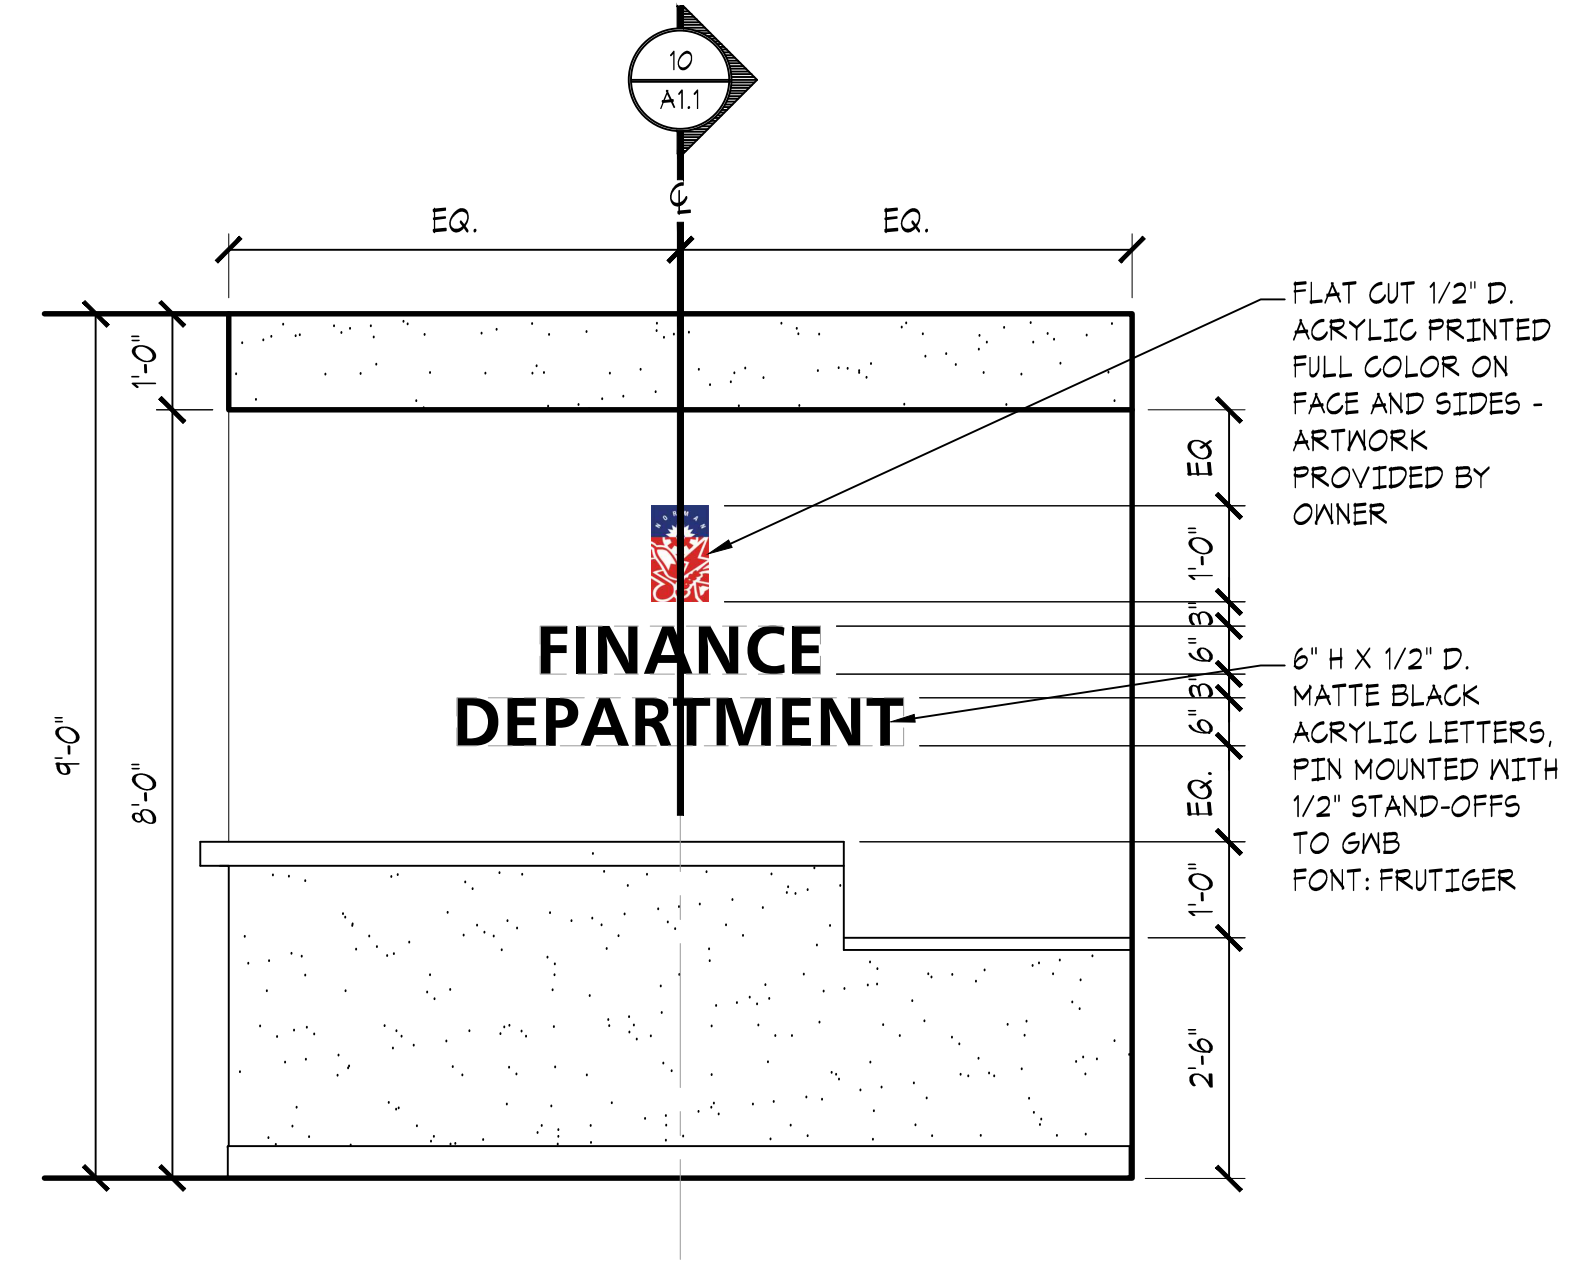 10
A1.1
℄
EQ.
EQ.
FLAT CUT 1/2" D.
ACRYLIC PRINTED
FULL COLOR ON
FACE AND SIDES -
ARTWORK
PROVIDED BY
OWNER
1'-0"
EQ
NORMAN
1'-0"
3"
FINANCE
6"
6" H X 1/2" D.
MATTE BLACK
ACRYLIC LETTERS,
PIN MOUNTED WITH
1/2" STAND-OFFS
TO GWB
FONT: FRUTIGER
3"
DEPARTMENT
6"
9'-0"
8'-0"
EQ.
1'-0"
2'-6"